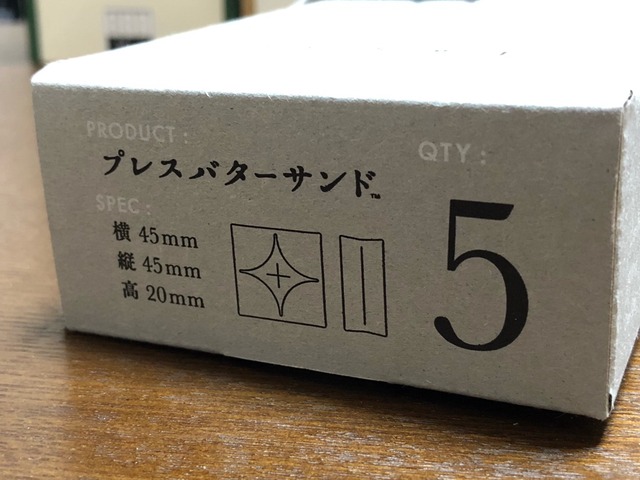 PRODUCT :
プレスバターサンド™
SPEC :
横 45mm
縦 45mm
高 20mm
QTY :
5